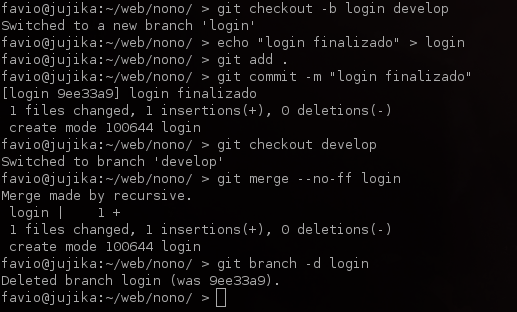 favio@jujika:~/web/nono/ > git checkout -b login develop
Switched to a new branch 'login'
favio@jujika:~/web/nono/ > echo "login finalizado" > login
favio@jujika:~/web/nono/ > git add .
favio@jujika:~/web/nono/ > git commit -m "login finalizado"
[login 9ee33a9] login finalizado
 1 files changed, 1 insertions(+), 0 deletions(-)
 create mode 100644 login
favio@jujika:~/web/nono/ > git checkout develop
Switched to branch 'develop'
favio@jujika:~/web/nono/ > git merge --no-ff login
Merge made by recursive.
 login |    1 +
 1 files changed, 1 insertions(+), 0 deletions(-)
 create mode 100644 login
favio@jujika:~/web/nono/ > git branch -d login
Deleted branch login (was 9ee33a9).
favio@jujika:~/web/nono/ >